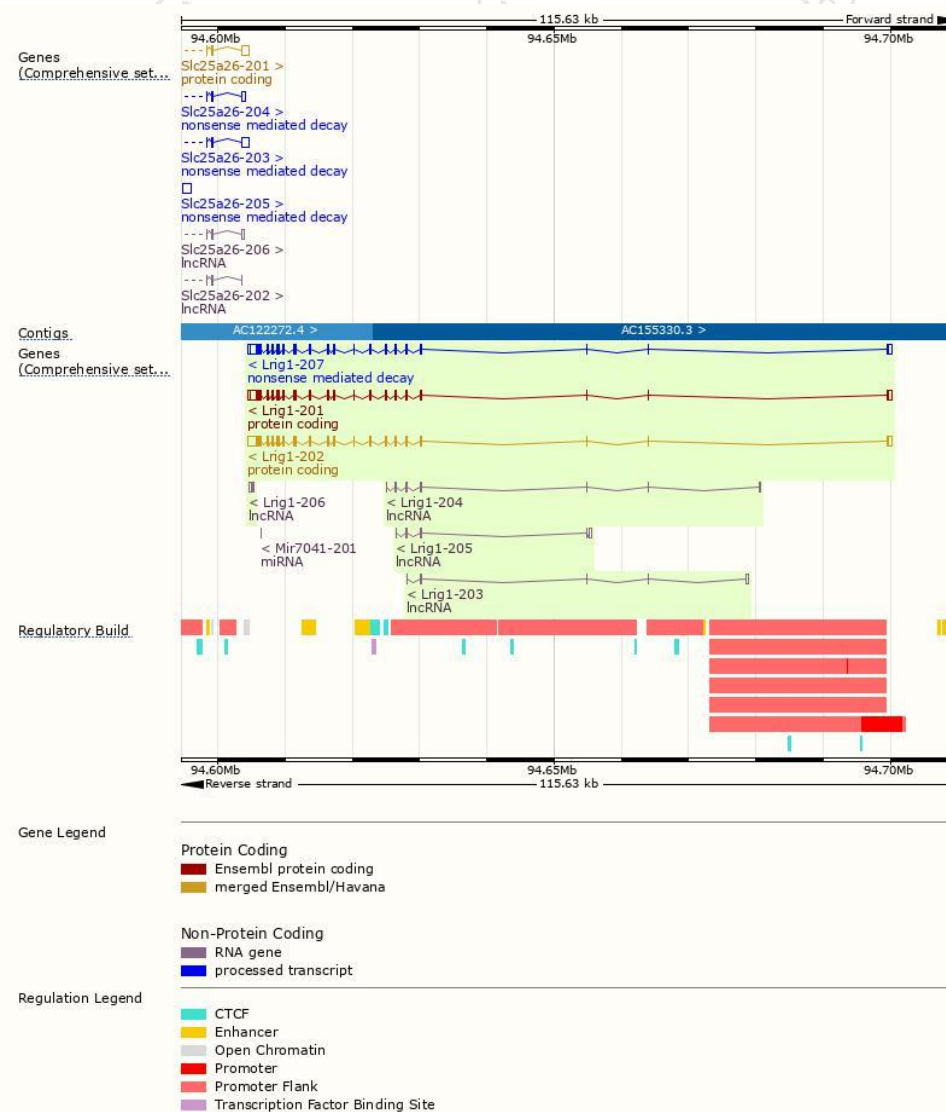 115.63 kb
Forward strand
94.60Mb
94.65Mb
94.70Mb
Genes
(Comprehensive set...
Slc25a26-201 >
protein coding
Slc25a26-204 >
nonsense mediated decay
Slc25a26-203 >
nonsense mediated decay
Slc25a26-205 >
nonsense mediated decay
Slc25a26-206 >
lncRNA
Slc25a26-202 >
lncRNA
Contigs
AC122272.4 >
AC155330.3 >
Genes
(Comprehensive set...
< Lrig1-207
nonsense mediated decay
< Lrig1-201
protein coding
< Lrig1-202
protein coding
< Lrig1-206
lncRNA
< Lrig1-204
lncRNA
< Mir7041-201
miRNA
< Lrig1-205
lncRNA
< Lrig1-203
lncRNA
Regulatory Build
94.60Mb
94.65Mb
94.70Mb
Reverse strand
115.63 kb
Gene Legend
Protein Coding
Ensembl protein coding
merged Ensembl/Havana
Non-Protein Coding
RNA gene
processed transcript
Regulation Legend
CTCF
Enhancer
Open Chromatin
Promoter
Promoter Flank
Transcription Factor Binding Site